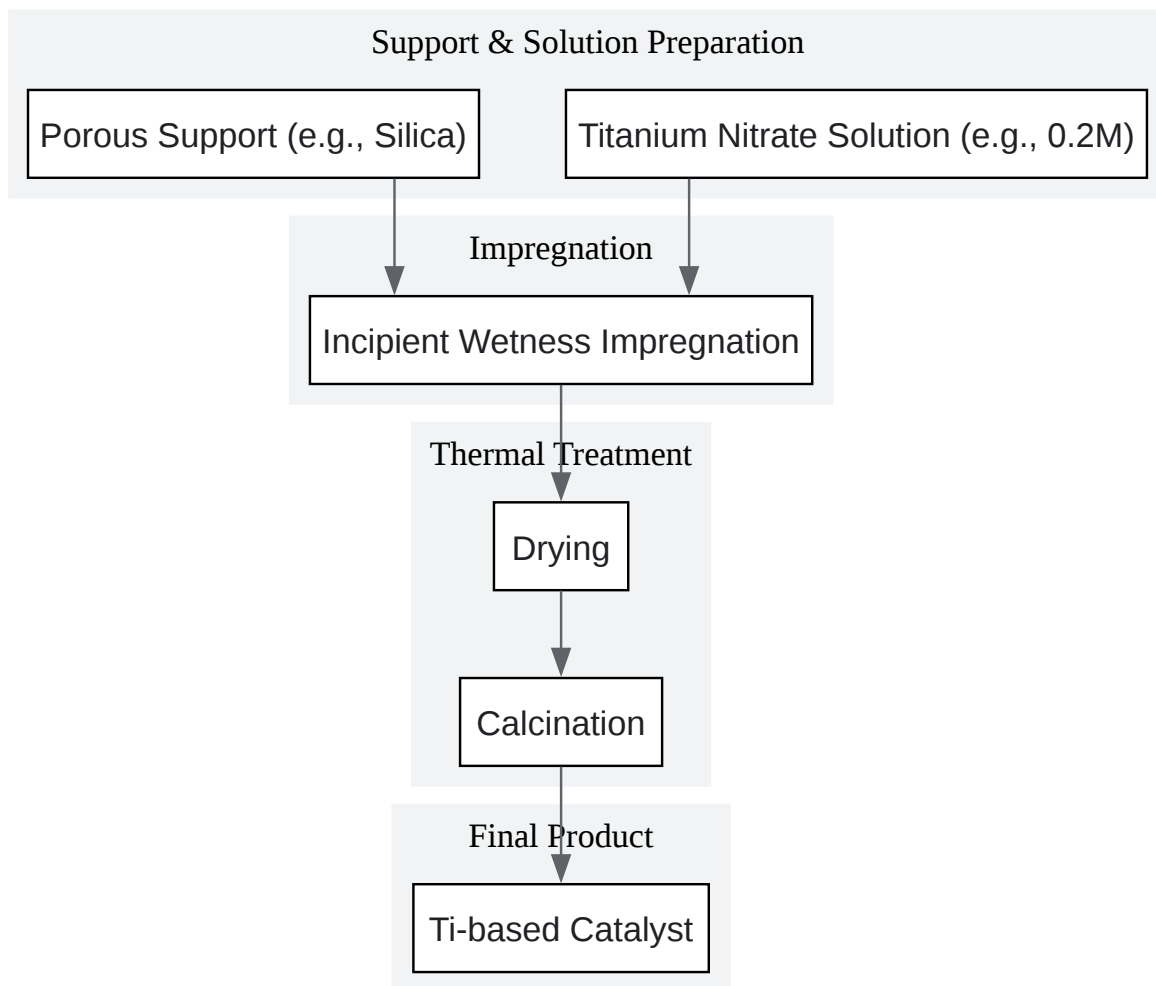 Support & Solution Preparation
Porous Support (e.g., Silica)
Titanium Nitrate Solution (e.g., 0.2M)
Impregnation
Incipient Wetness Impregnation
Thermal Treatment
Drying
Calcination
Final Product
Ti-based Catalyst